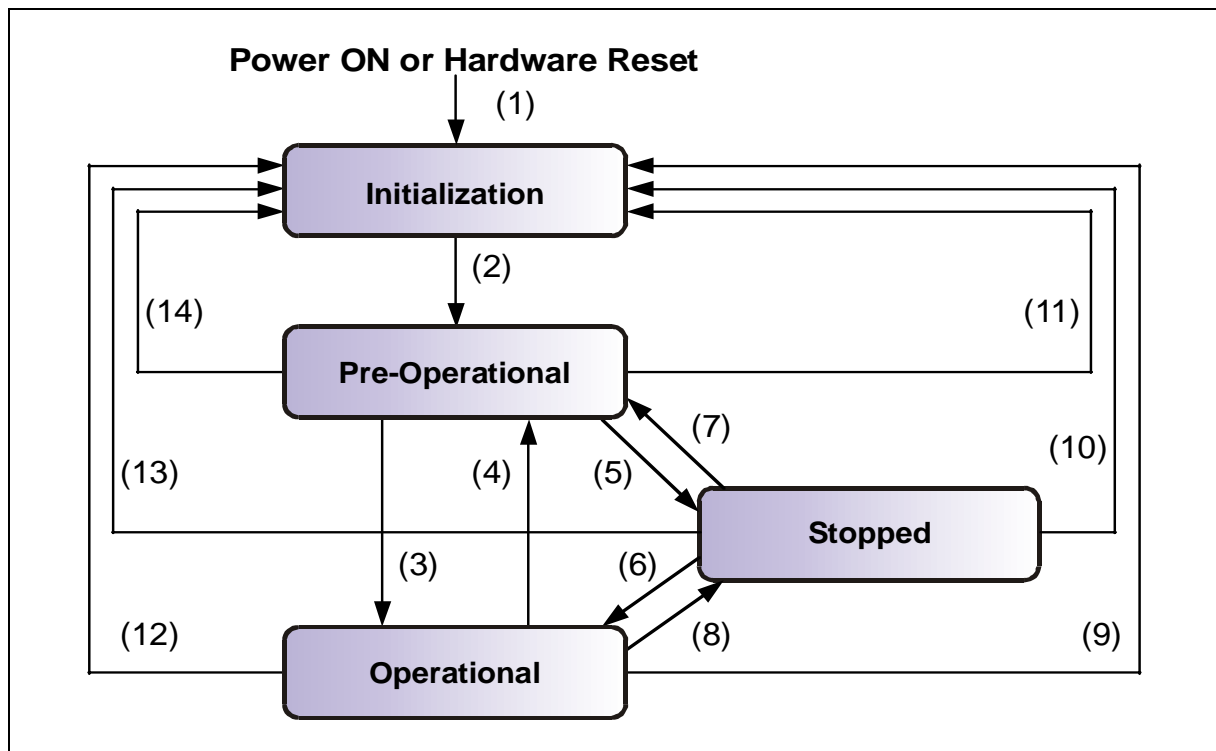 Power ON or Hardware Reset
(1)
Initialization
(2)
(14)
(11)
Pre-Operational
(7)
(13)
(4)
(5)
(10)
Stopped
(3)
(6)
(12)
(8)
(9)
Operational